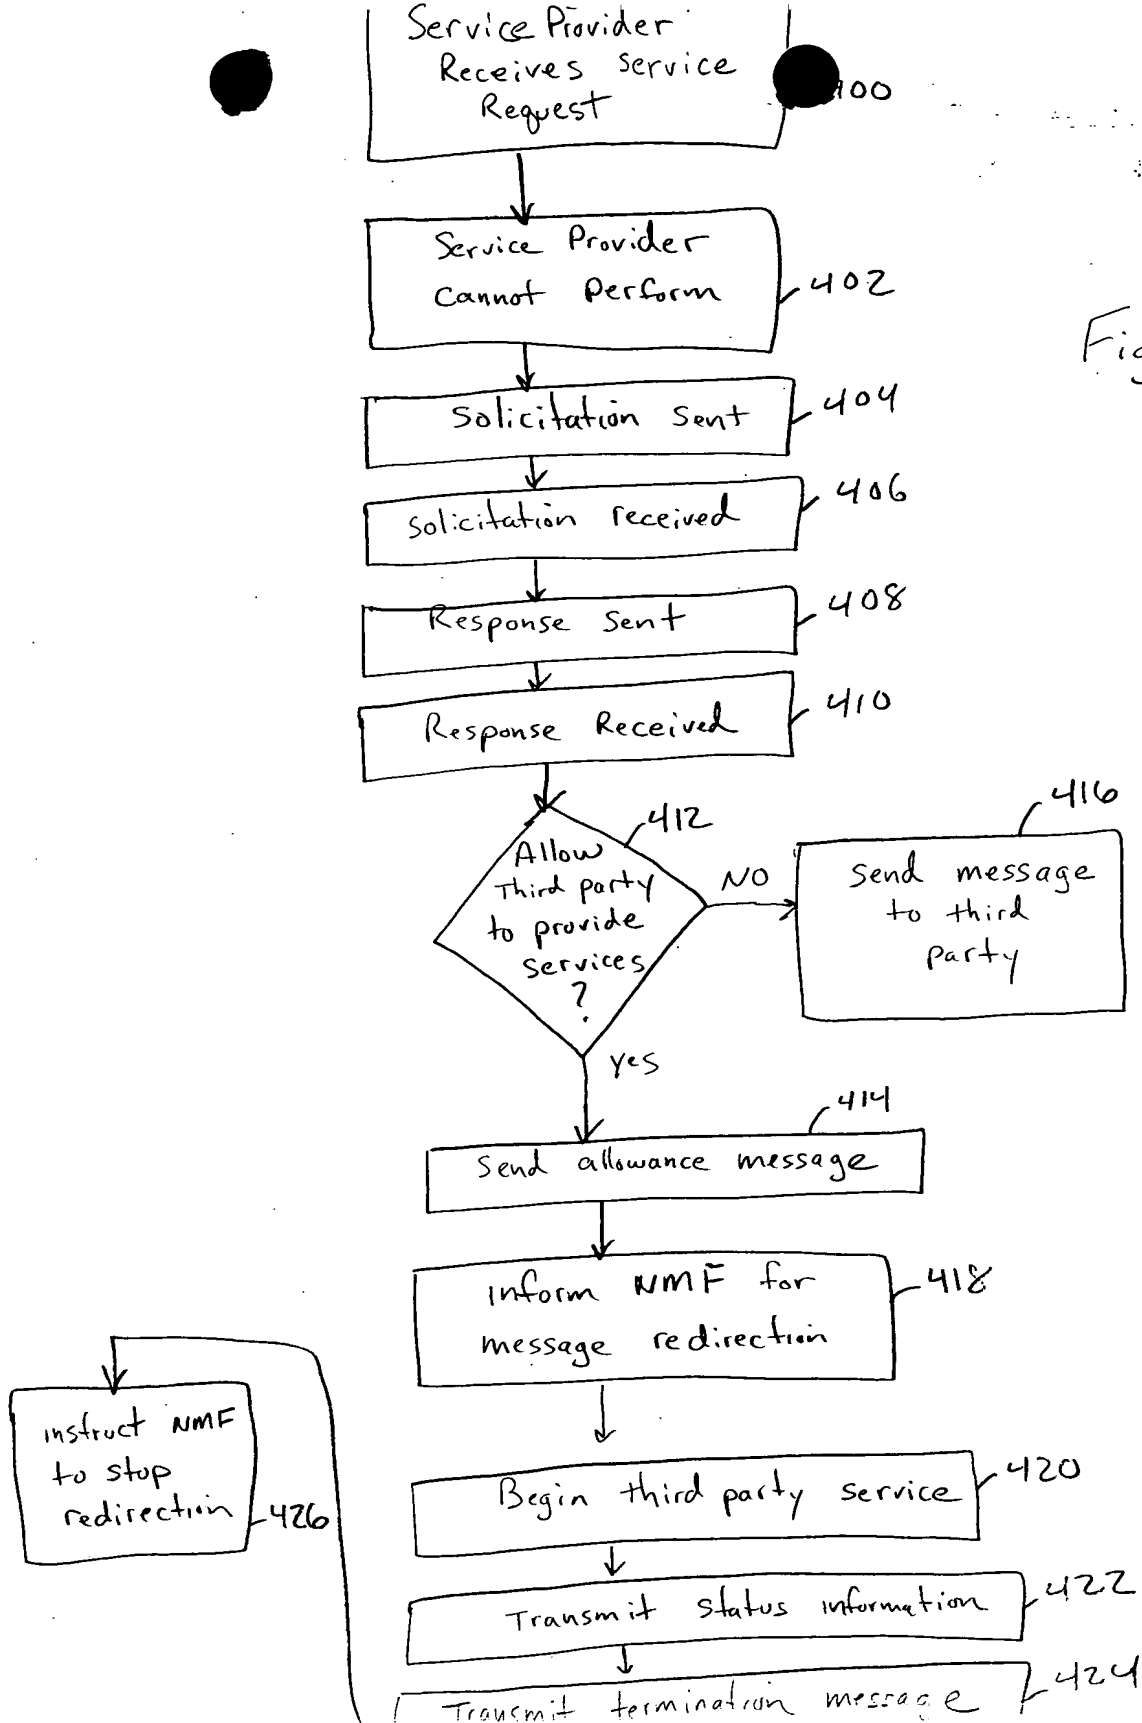 Service Provider
Receives Service
Request
400
Service Provider
cannot perform
402
Fig
Solicitation Sent
404
Solicitation received
406
Response Sent
408
Response Received
410
412
Allow
Third party
to provide
services
?
NO
416
Send message
to third
party
yes
414
Send allowance message
Inform NMF for
message redirection
418
instruct NMF
to stop
redirection
426
Begin third party service
420
Transmit status information
422
Transmit termination message
424